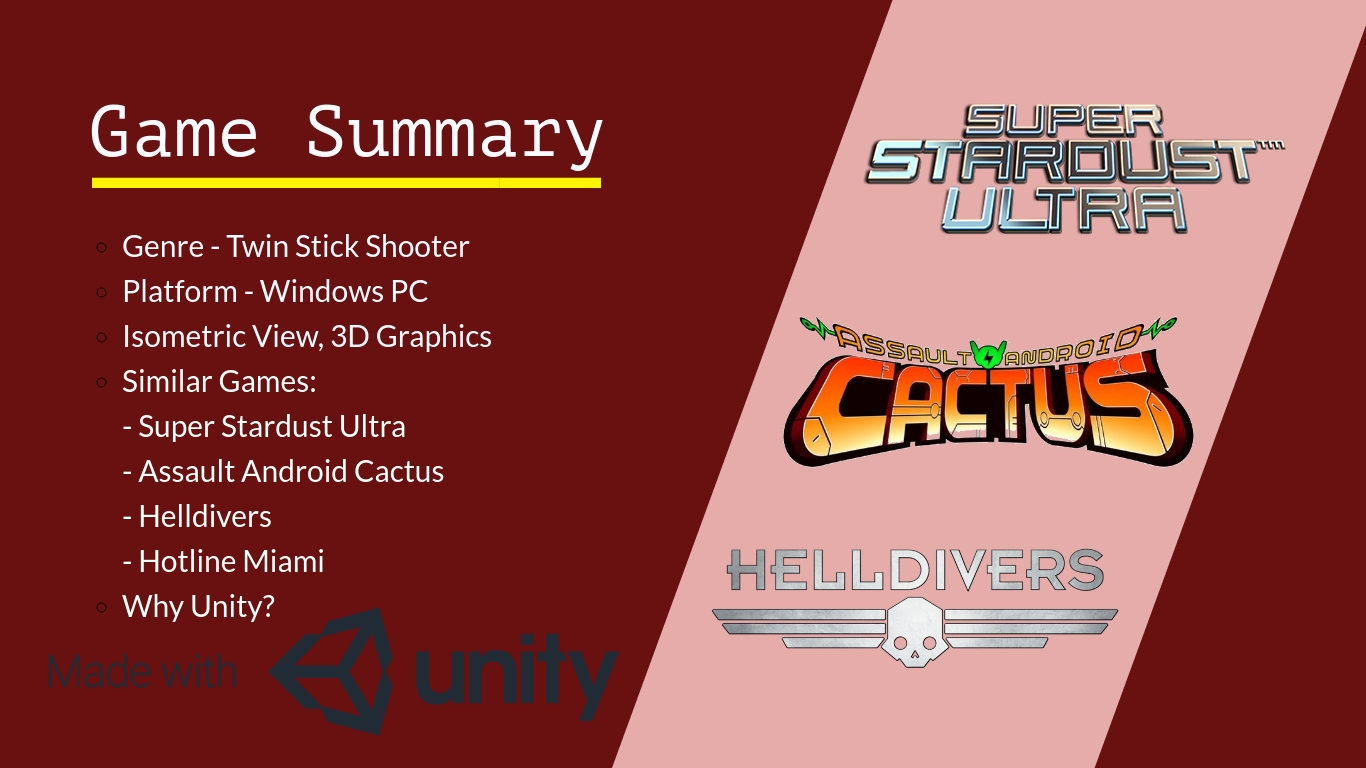 Game Summary
Genre - Twin Stick Shooter
Platform - Windows PC
Isometric View, 3D Graphics
Similar Games:
- Super Stardust Ultra
- Assault Android Cactus
- Helldivers
- Hotline Miami
Why Unity?
Made with unity
SUPER
STARDUST™
ULTRA
ASSAULT ANDROID
CACTUS
HELLDIVERS